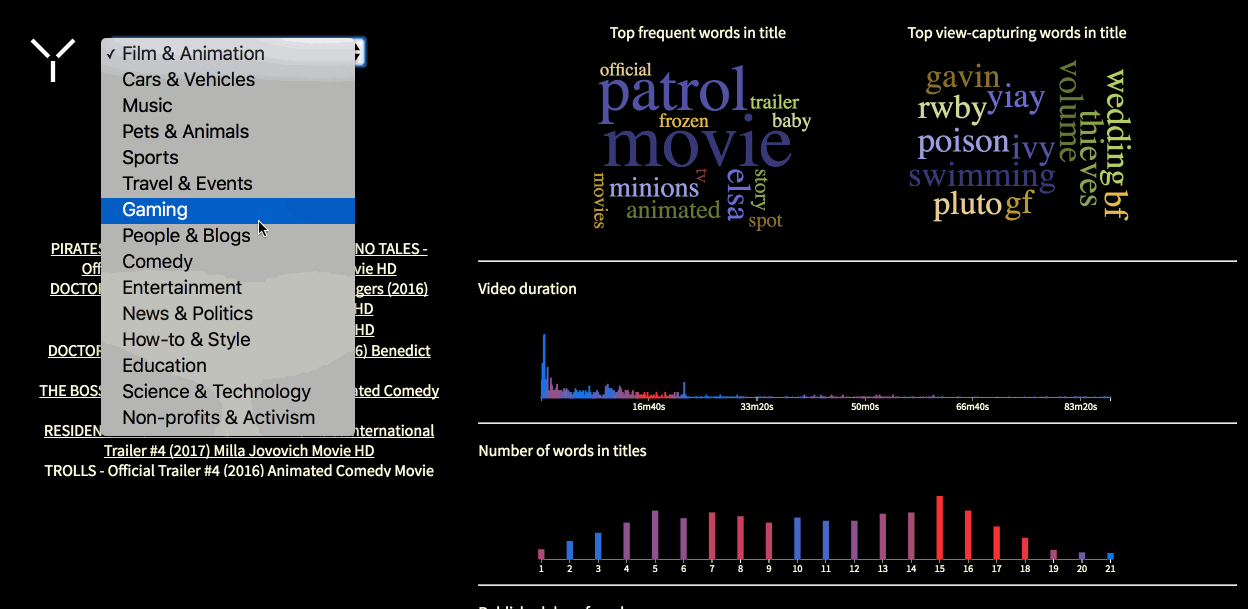 ✓ Film & Animation
Cars & Vehicles
Music
Pets & Animals
Sports
Travel & Events
Gaming
People & Blogs
Comedy
Entertainment
News & Politics
How-to & Style
Education
Science & Technology
Non-profits & Activism
PIRATES NO TALES -
vie HD
DOCTO gers (2016)
HD
HD
DOCTOR 6) Benedict
THE BOSS ated Comedy
RESIDEN International
Trailer #4 (2017) Milla Jovovich Movie HD
TROLLS - Official Trailer #4 (2016) Animated Comedy Movie
Top frequent words in title
official
patrol
trailer
frozen
baby
movie
movies
minions
tv
elsa
story
animated
spot
Top view-capturing words in title
gavin
rwby
yiay
volume
wedding
thieves
poison
ivy
swimming
pluto
gf
bf
Video duration
16m40s 33m20s 50m00s 66m40s 83m20s
Number of words in titles
1 2 3 4 5 6 7 8 9 10 11 12 13 14 15 16 17 18 19 20 21